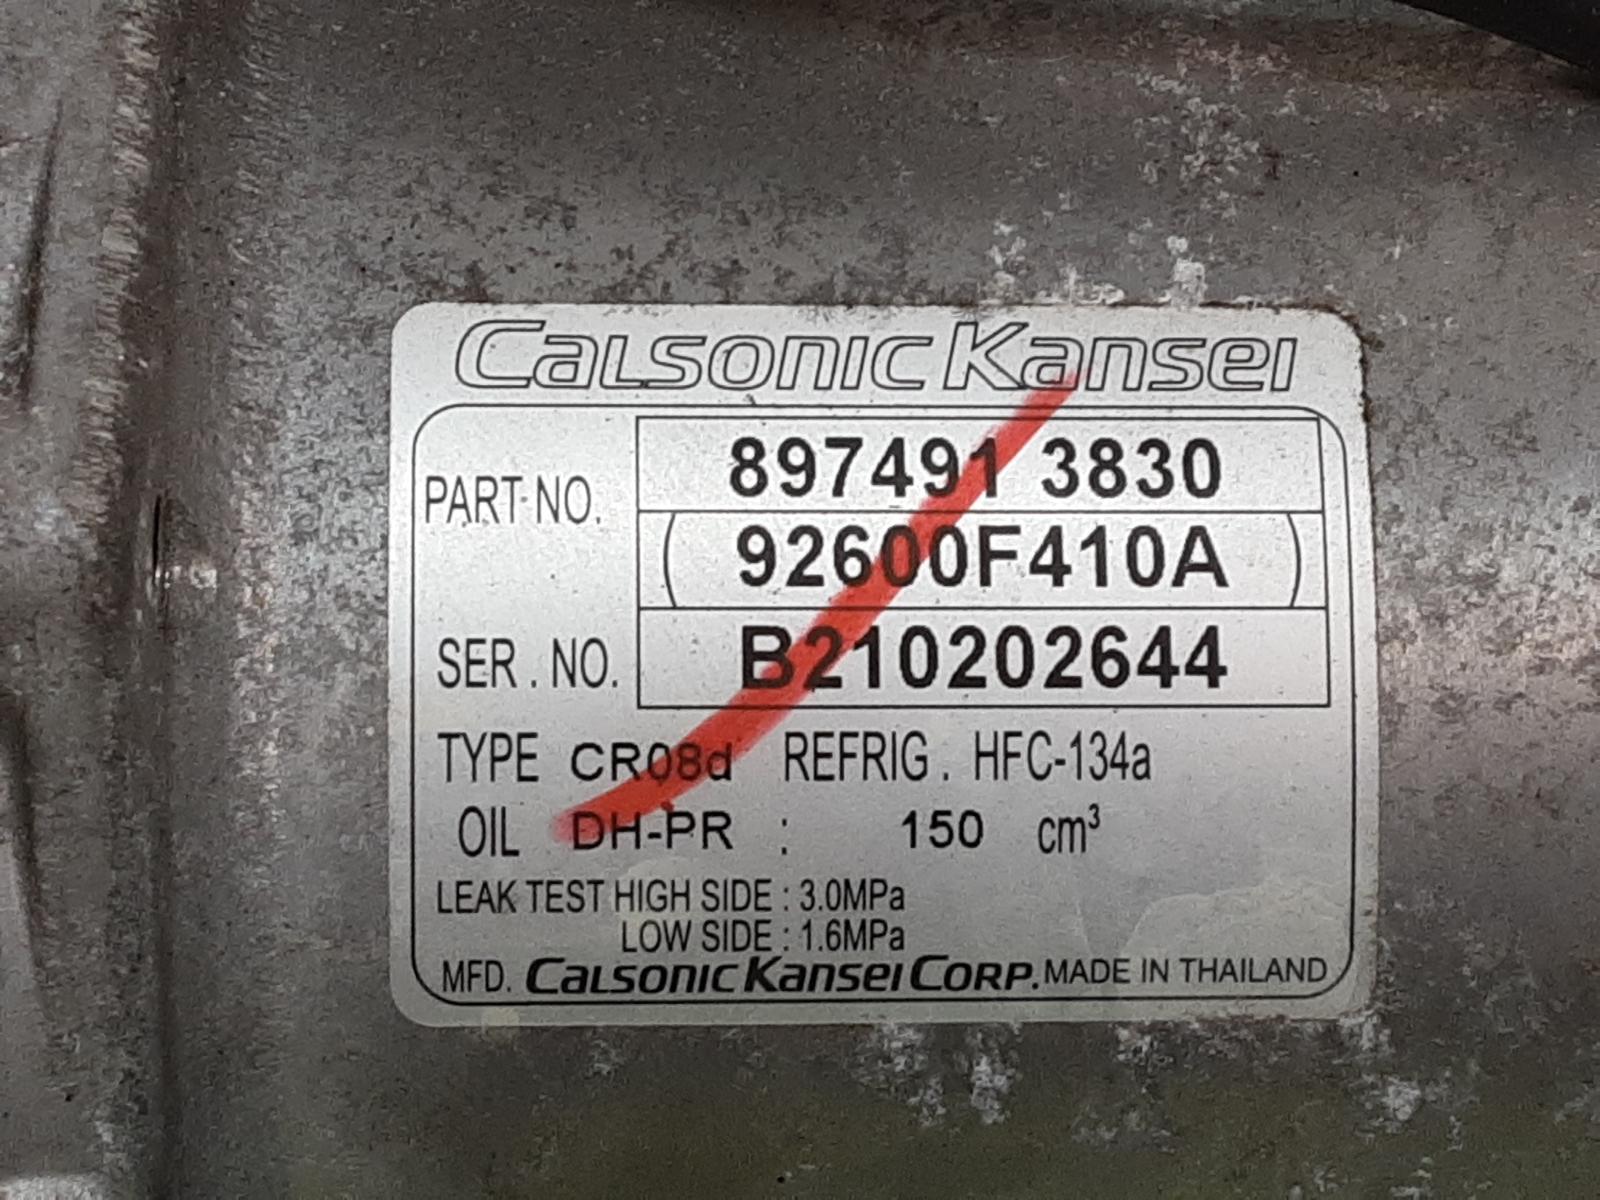 Calsonic Kansei
PART NO. 897491 3830
(92600F410A)
SER. NO. B210202644
TYPE CR08d REFRIG. HFC-134a
OIL DH-PR : 150 cm³
LEAK TEST HIGH SIDE : 3.0MPa
LOW SIDE : 1.6MPa
MFD. Calsonic Kansei Corp. MADE IN THAILAND